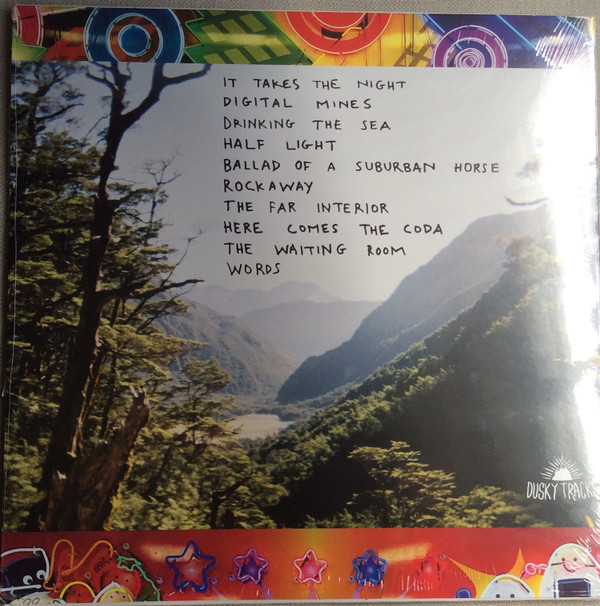 IT TAKES THE NIGHT
DIGITAL MINES
DRINKING THE SEA
HALF LIGHT
BALLAD OF A SUBURBAN HORSE
ROCKAWAY
THE FAR INTERIOR
HERE COMES THE CODA
THE WAITING ROOM
WORDS
DUSKY TRACKS